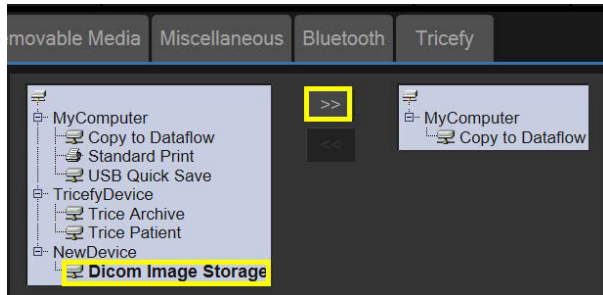 emovable Media Miscellaneous Bluetooth Tricefy
>>
<<
MyComputer
Copy to Dataflow
Standard Print
USB Quick Save
TricefyDevice
Trice Archive
Trice Patient
NewDevice
Dicom Image Storage
MyComputer
Copy to Dataflow